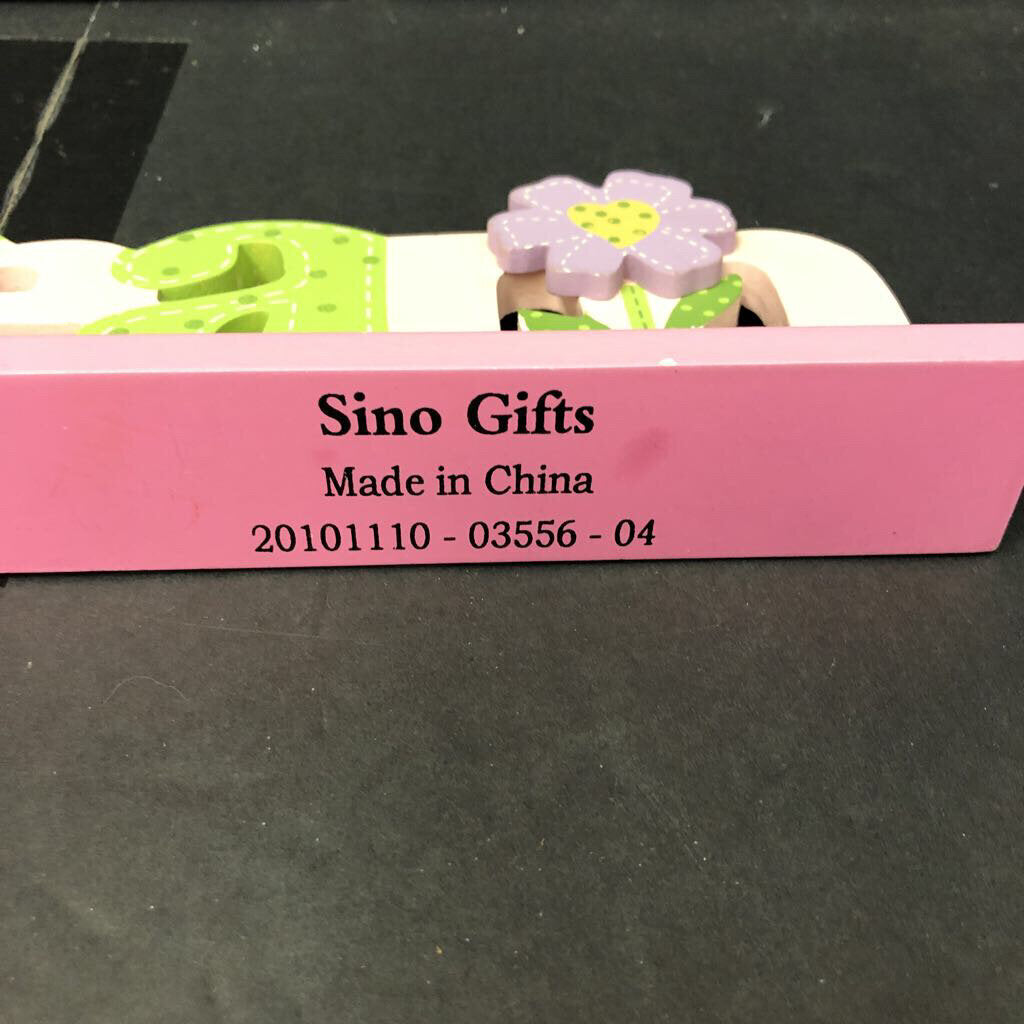 Sino Gifts
Made in China
20101110 - 03556 - 04